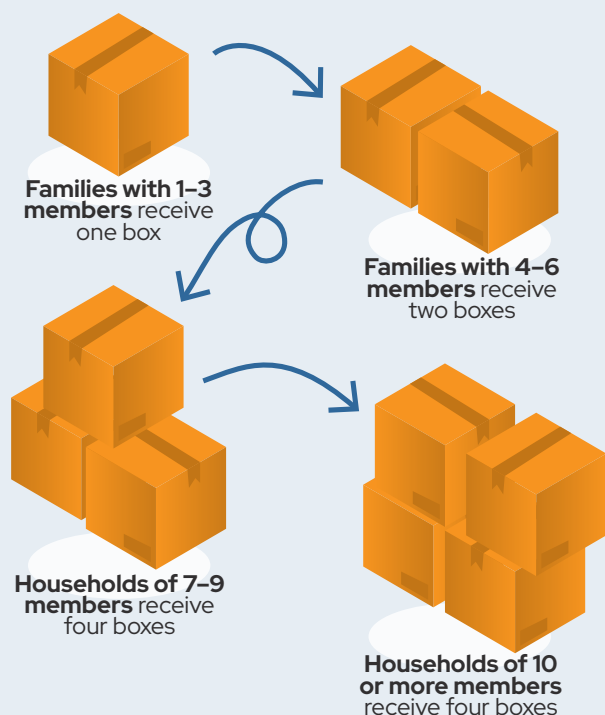 Families with 1–3
members receive
one box
Families with 4–6
members receive
two boxes
Households of 7–9
members receive
four boxes
Households of 10
or more members
receive four boxes